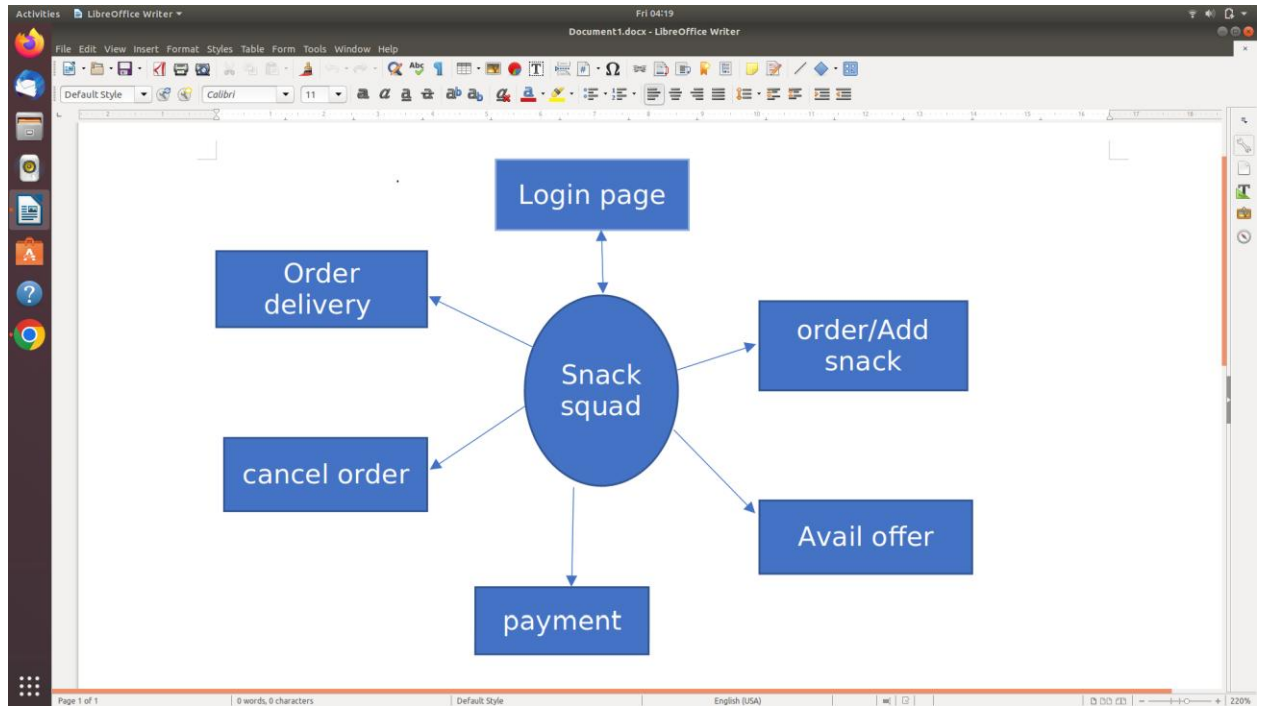 Activities
LibreOffice Writer
Fri 04:19
Document1.docx - LibreOffice Writer
File Edit View Insert Format Styles Table Form Tools Window Help
Default Style
Calibri
11
Login page
Order
delivery
order/Add
snack
Snack
squad
cancel order
Avail offer
payment
Page 1 of 1
0 words, 0 characters
Default Style
English (USA)
220%